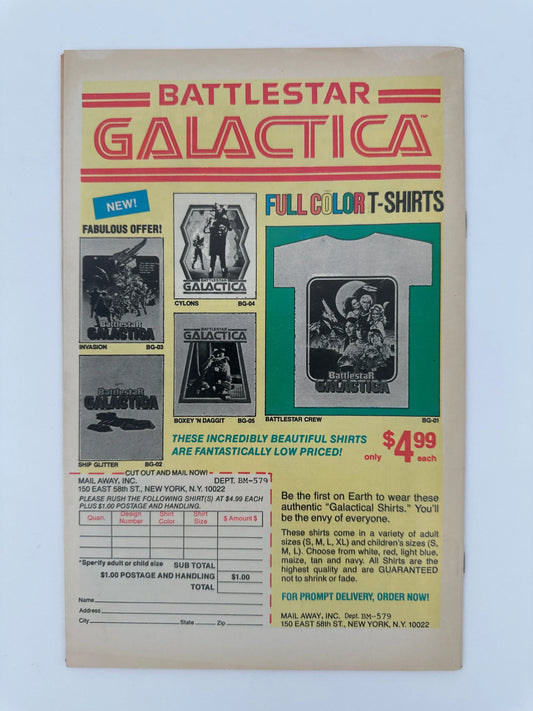 BATTLESTAR
GALACTICA™
NEW!
FABULOUS OFFER!
FULL COLOR T-SHIRTS
GALACTICA
CYLONS BG-04
BATTLESTAR
GALACTICA
BattlestaR
GALACTICA
INVASION BG-03
BattlestaR
GALACTICA
BOXEY 'N DAGGIT BG-05
BattlestaR
GALACTICA
BATTLESTAR CREW BG-01
SHIP GLITTER BG-02
THESE INCREDIBLY BEAUTIFUL SHIRTS
ARE FANTASTICALLY LOW PRICED!
only $4.99 each
CUT OUT AND MAIL NOW!
MAIL AWAY, INC. DEPT. BM-579
150 EAST 58th ST., NEW YORK, N.Y. 10022
PLEASE RUSH THE FOLLOWING SHIRT(S) AT $4.99 EACH
PLUS $1.00 POSTAGE AND HANDLING.
Quan. Design Number Shirt Color Shirt Size $ Amount $
*Specify adult or child size SUB TOTAL
$1.00 POSTAGE AND HANDLING $1.00
TOTAL
Name
Address
City State Zip
Be the first on Earth to wear these
authentic "Galactical Shirts." You'll
be the envy of everyone.
These shirts come in a variety of adult
sizes (S, M, L, XL) and children's sizes (S,
M, L). Choose from white, red, light blue,
maize, tan and navy. All Shirts are the
highest quality and are GUARANTEED
not to shrink or fade.
FOR PROMPT DELIVERY, ORDER NOW!
MAIL AWAY, INC. Dept. BM-579
150 EAST 58th ST., NEW YORK, N.Y. 10022